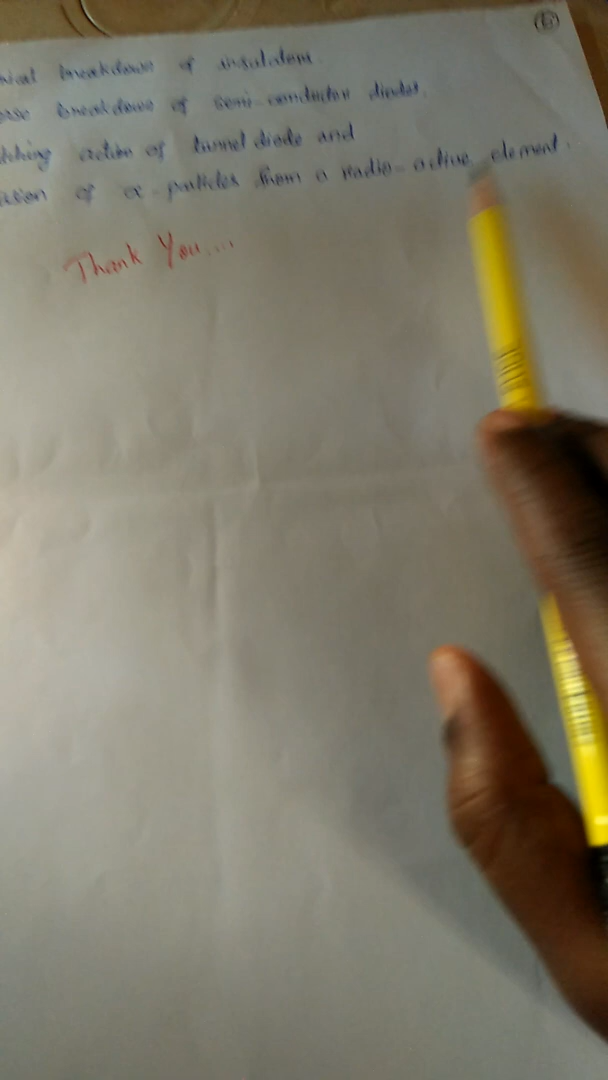 6
breakdown of insulators.
breakdown of semi-conductor diodes.
action of tunnel diode and
of α-particles from a radio-active element.
Thank You...